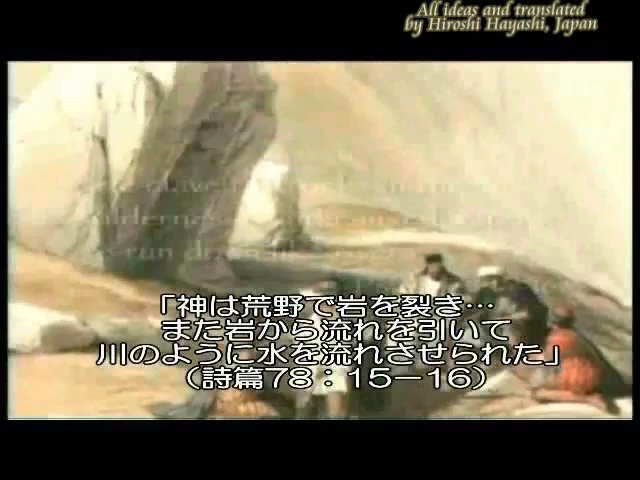 All ideas and translated
by Hiroshi Hayashi, Japan
run down
「神は荒野で岩を裂き…
また岩から流れを引いて
川のように水を流れさせられた」
（詩篇78：15－16）